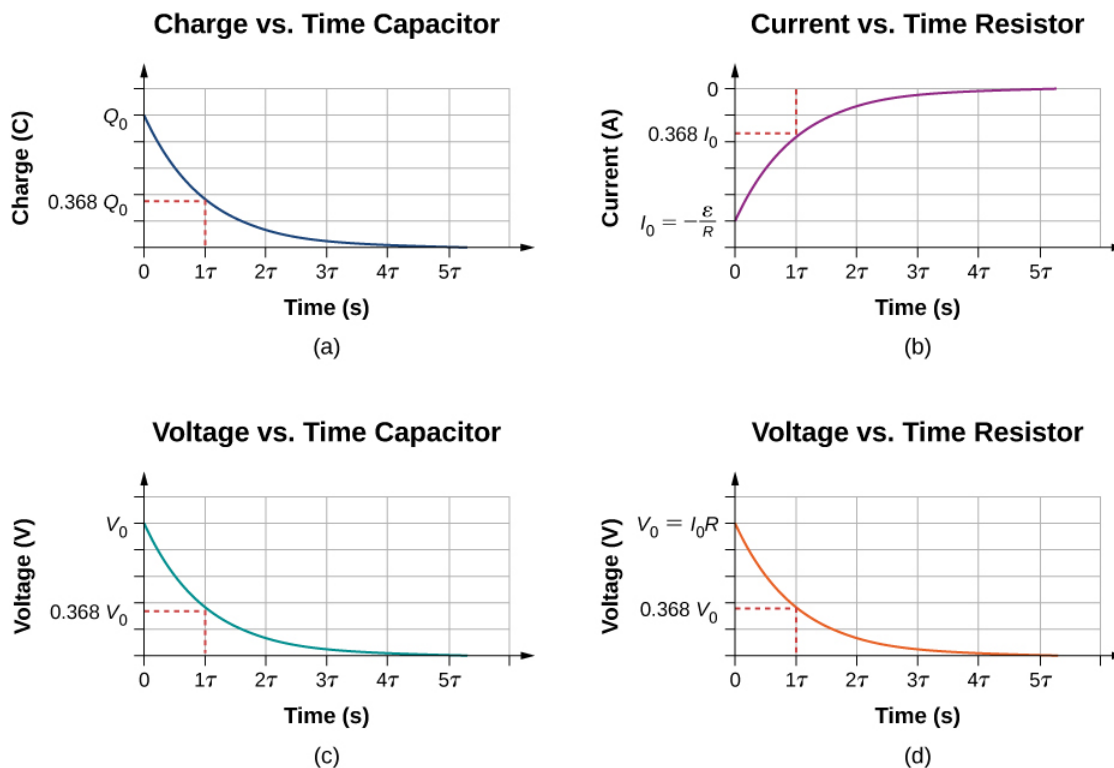 Charge vs. Time Capacitor
Charge (C)
Q₀
0.368 Q₀
0 1τ 2τ 3τ 4τ 5τ
Time (s)
(a)
Current vs. Time Resistor
Current (A)
0
0.368 I₀
I₀ = −ε/R
0 1τ 2τ 3τ 4τ 5τ
Time (s)
(b)
Voltage vs. Time Capacitor
Voltage (V)
V₀
0.368 V₀
0 1τ 2τ 3τ 4τ 5τ
Time (s)
(c)
Voltage vs. Time Resistor
Voltage (V)
V₀ = I₀R
0.368 V₀
0 1τ 2τ 3τ 4τ 5τ
Time (s)
(d)